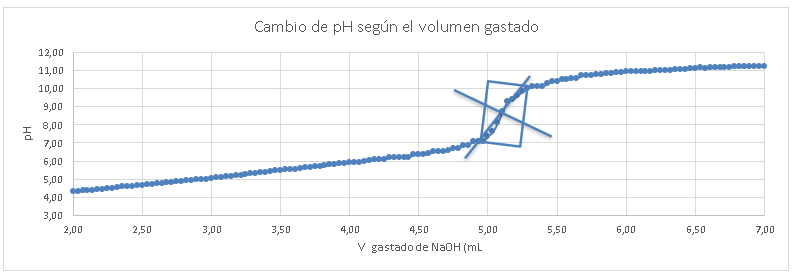 Cambio de pH según el volumen gastado
12,00
11,00
10,00
9,00
8,00
7,00
6,00
5,00
4,00
3,00
pH
2,00 2,50 3,00 3,50 4,00 4,50 5,00 5,50 6,00 6,50 7,00
V gastado de NaOH (mL